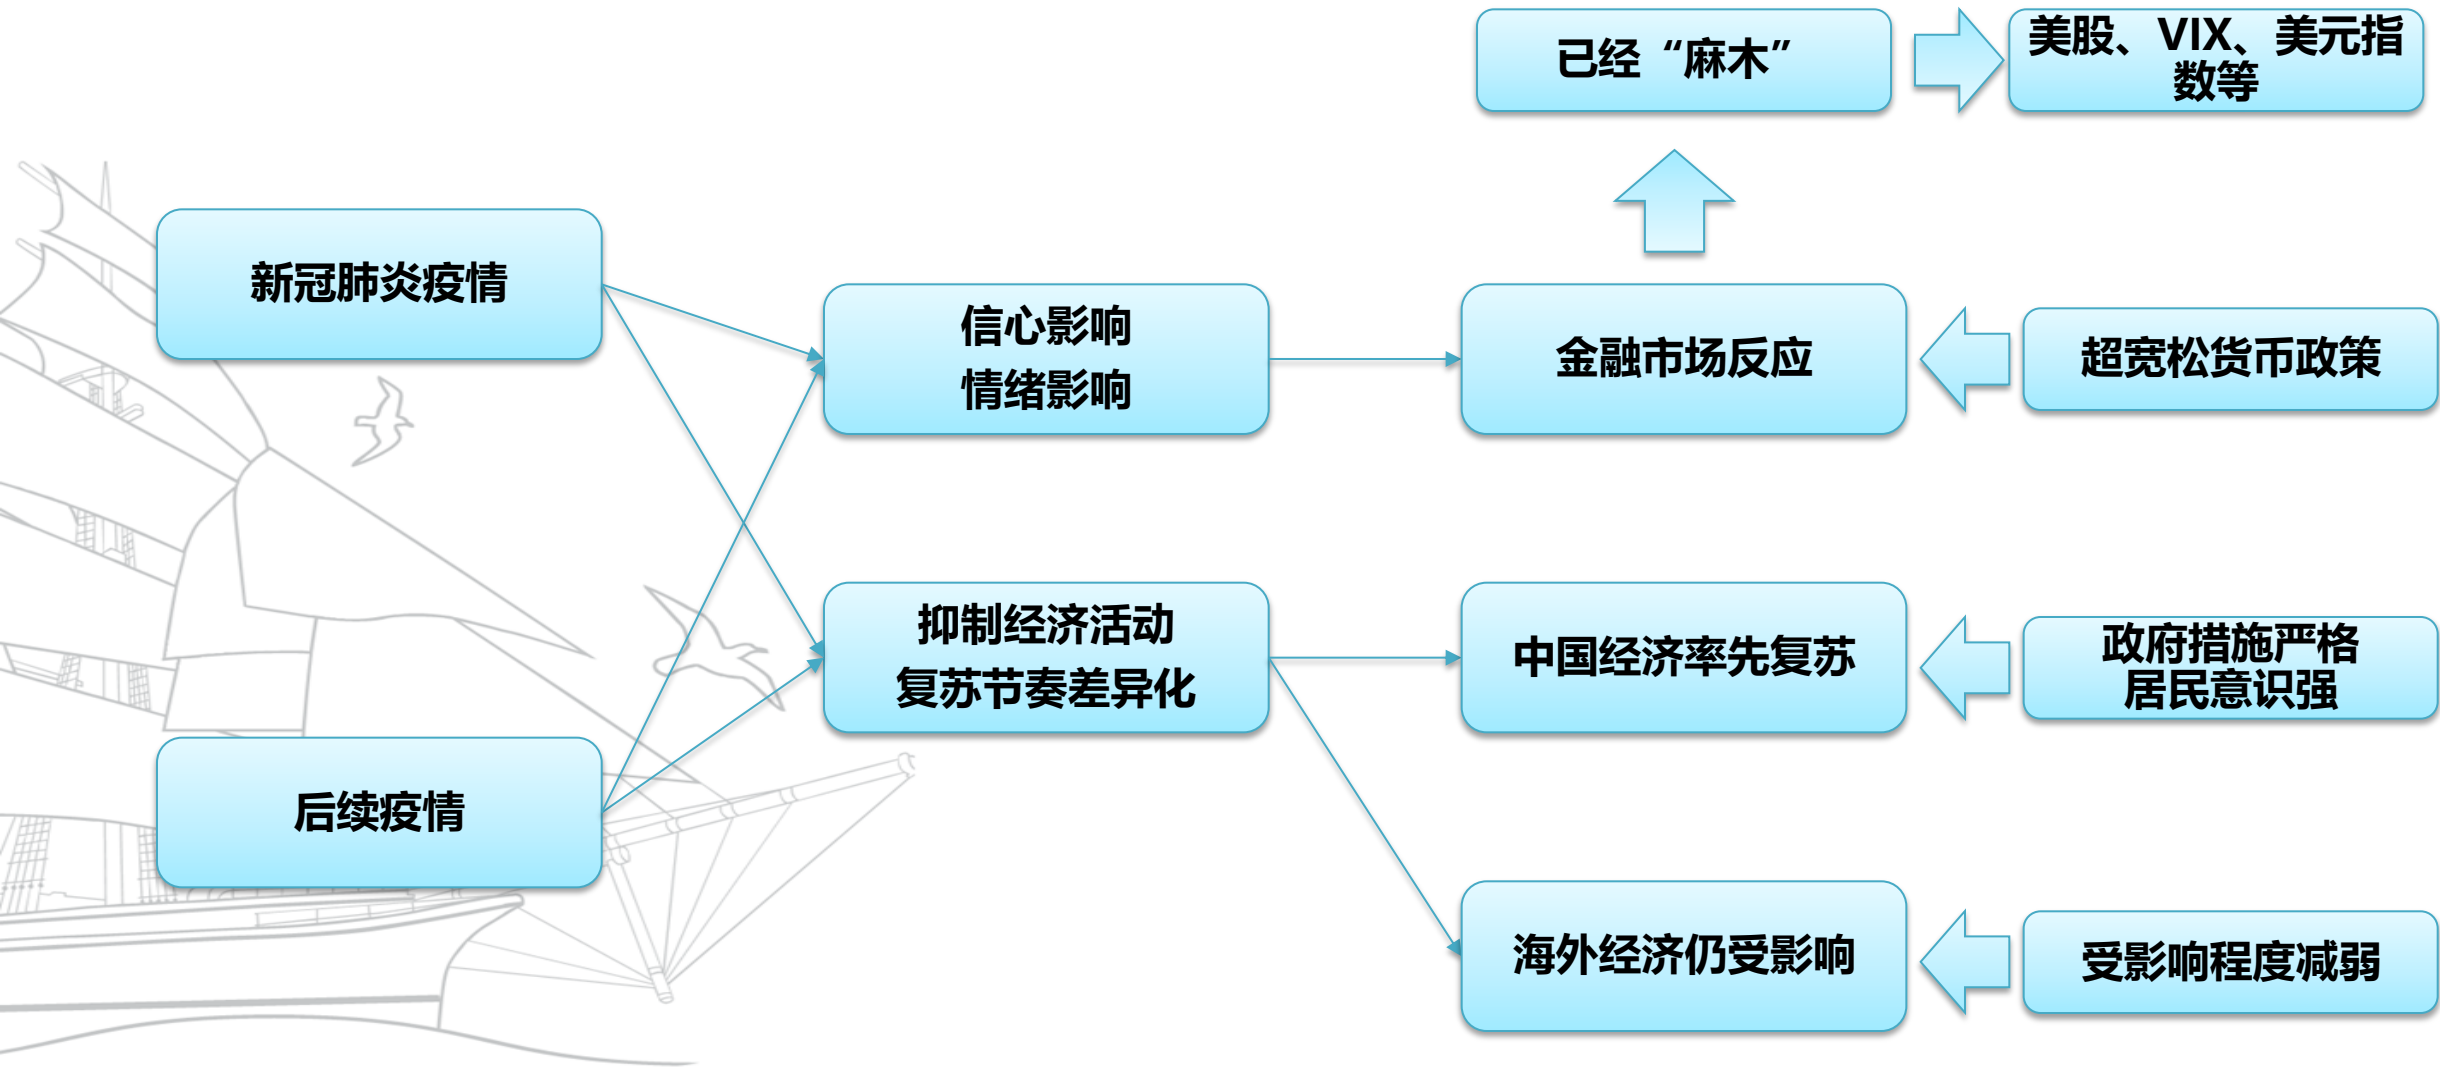 已经“麻木”
美股、VIX、美元指
数等
新冠肺炎疫情
信心影响
情绪影响
金融市场反应
超宽松货币政策
抑制经济活动
复苏节奏差异化
中国经济率先复苏
政府措施严格
居民意识强
后续疫情
海外经济仍受影响
受影响程度减弱